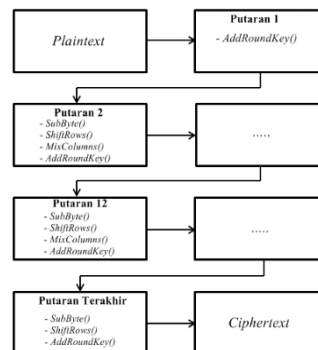 Plaintext
Putaran 1
- AddRoundKey()
Putaran 2
- SubByte()
- ShiftRows()
- MixColumns()
- AddRoundKey()
.....
Putaran 12
- SubByte()
- ShiftRows()
- MixColumns()
- AddRoundKey()
.....
Putaran Terakhir
- SubByte()
- ShiftRows()
- AddRoundKey()
Ciphertext